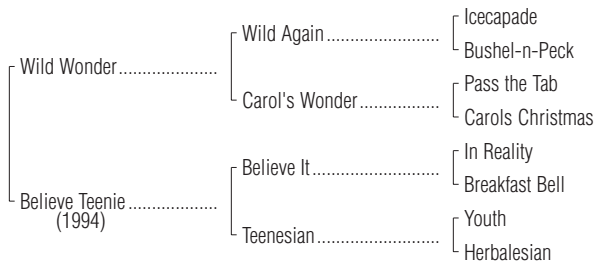 Icecapade
Wild Again
Bushel-n-Peck
Wild Wonder
Pass the Tab
Carol's Wonder
Carols Christmas
In Reality
Believe It
Breakfast Bell
Believe Teenie
(1994)
Youth
Teenesian
Herbalesian